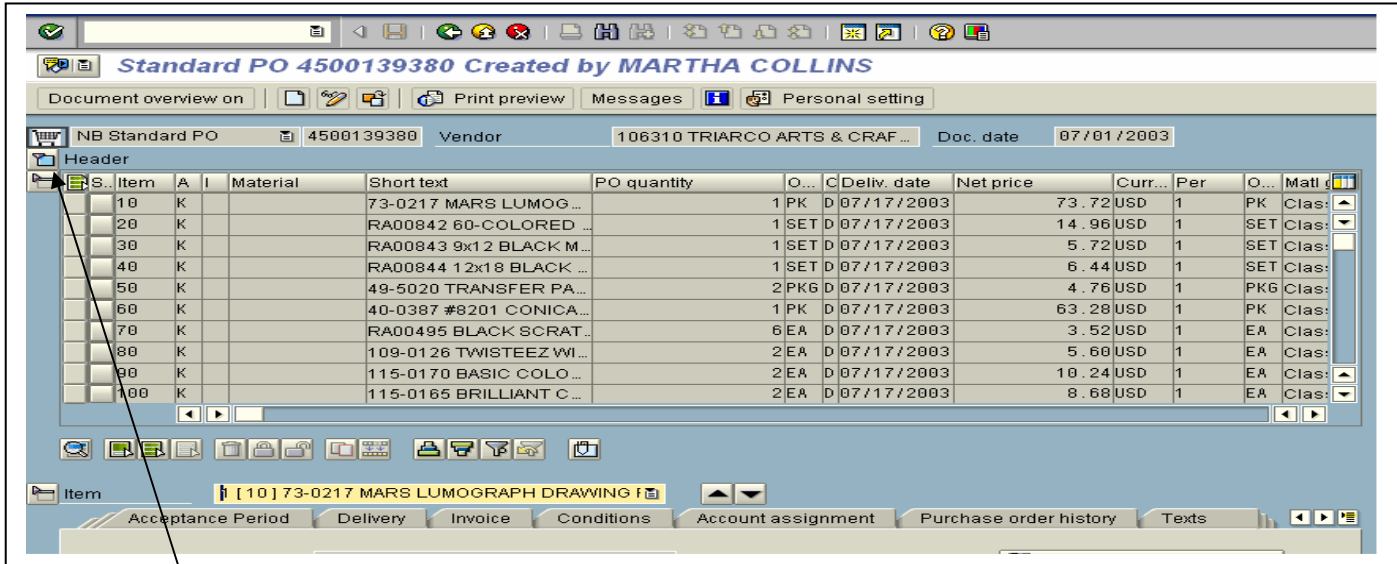 Standard PO 4500139380 Created by MARTHA COLLINS
Document overview on Print preview Messages Personal setting
NB Standard PO 4500139380 Vendor 106310 TRIARCO ARTS & CRAF... Doc. date 07/01/2003
Header
S.. Item A I Material Short text PO quantity O... C Deliv. date Net price Curr... Per O... Matl
10 K 73-0217 MARS LUMOG... 1 PK D 07/17/2003 73.72 USD 1 PK Clas
20 K RA00842 60-COLORED ... 1 SET D 07/17/2003 14.96 USD 1 SET Clas
30 K RA00843 9x12 BLACK M... 1 SET D 07/17/2003 5.72 USD 1 SET Clas
40 K RA00844 12x18 BLACK ... 1 SET D 07/17/2003 6.44 USD 1 SET Clas
50 K 49-5020 TRANSFER PA... 2 PKG D 07/17/2003 4.76 USD 1 PKG Clas
60 K 40-0387 #8201 CONICA... 1 PK D 07/17/2003 63.28 USD 1 PK Clas
70 K RA00495 BLACK SCRAT.. 6 EA D 07/17/2003 3.52 USD 1 EA Clas
80 K 109-0126 TWISTEEZ WI... 2 EA D 07/17/2003 5.60 USD 1 EA Clas
90 K 115-0170 BASIC COLO... 2 EA D 07/17/2003 10.24 USD 1 EA Clas
100 K 115-0165 BRILLIANT C... 2 EA D 07/17/2003 8.68 USD 1 EA Clas
Item 1 [ 10 ] 73-0217 MARS LUMOGRAPH DRAWING
Acceptance Period Delivery Invoice Conditions Account assignment Purchase order history Texts